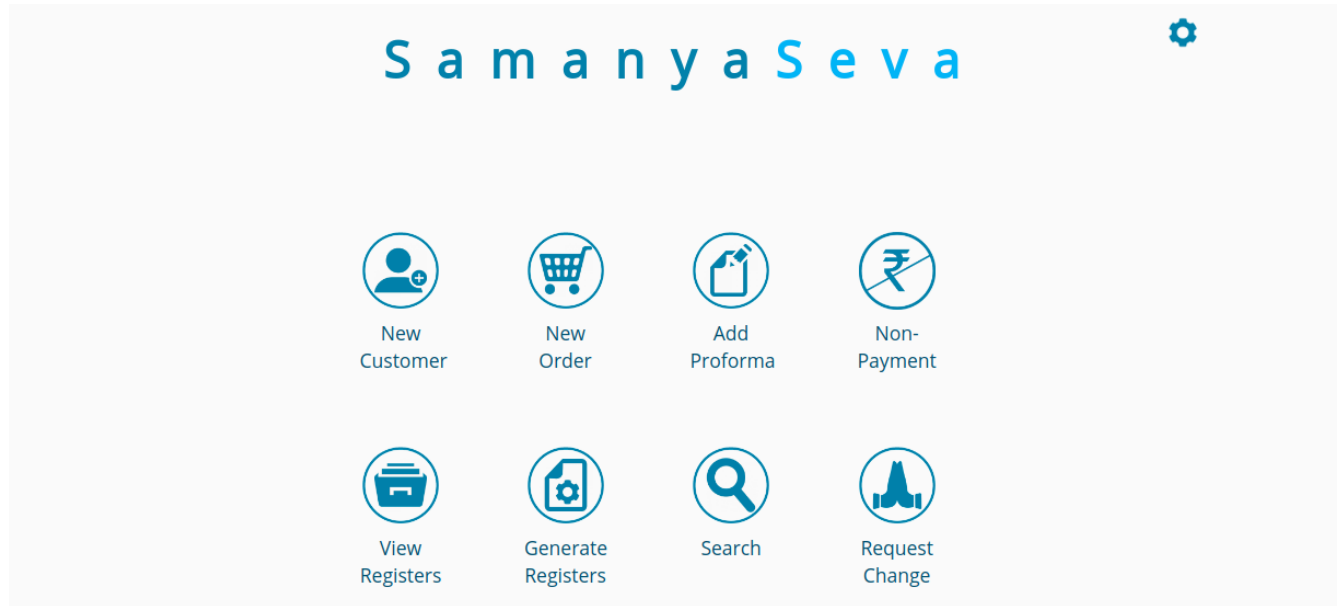 SamanyaSeva
New
Customer
New
Order
Add
Proforma
Non-
Payment
View
Registers
Generate
Registers
Search
Request
Change